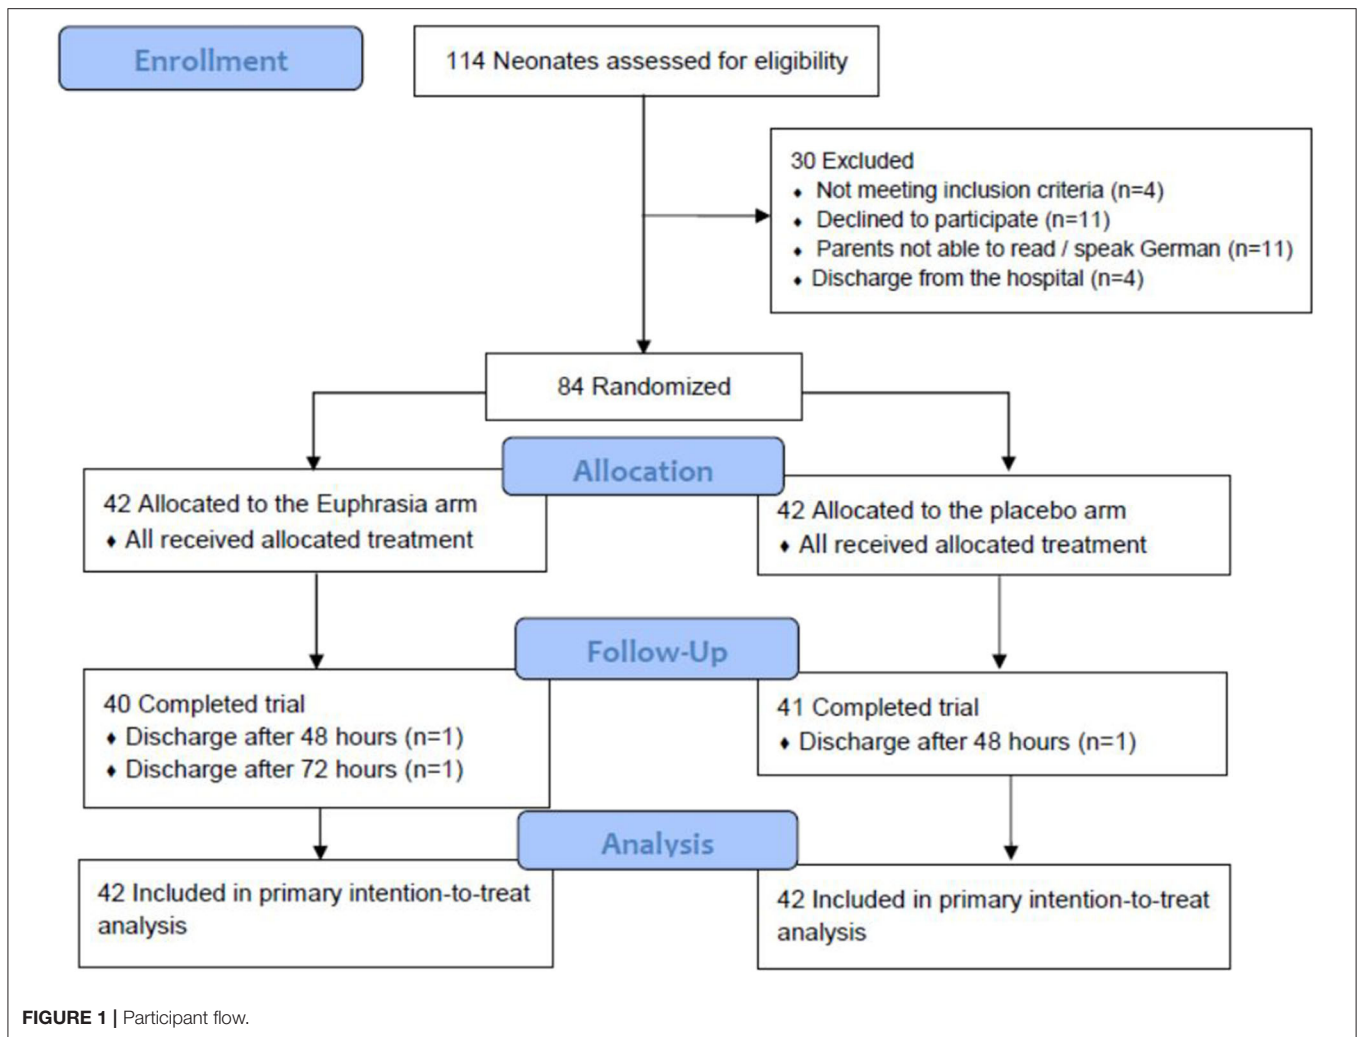 Enrollment
114 Neonates assessed for eligibility
30 Excluded
⬧ Not meeting inclusion criteria (n=4)
⬧ Declined to participate (n=11)
⬧ Parents not able to read / speak German (n=11)
⬧ Discharge from the hospital (n=4)
84 Randomized
Allocation
42 Allocated to the Euphrasia arm
⬧ All received allocated treatment
42 Allocated to the placebo arm
⬧ All received allocated treatment
Follow-Up
40 Completed trial
⬧ Discharge after 48 hours (n=1)
⬧ Discharge after 72 hours (n=1)
41 Completed trial
⬧ Discharge after 48 hours (n=1)
Analysis
42 Included in primary intention-to-treat
analysis
42 Included in primary intention-to-treat
analysis
FIGURE 1 | Participant flow.